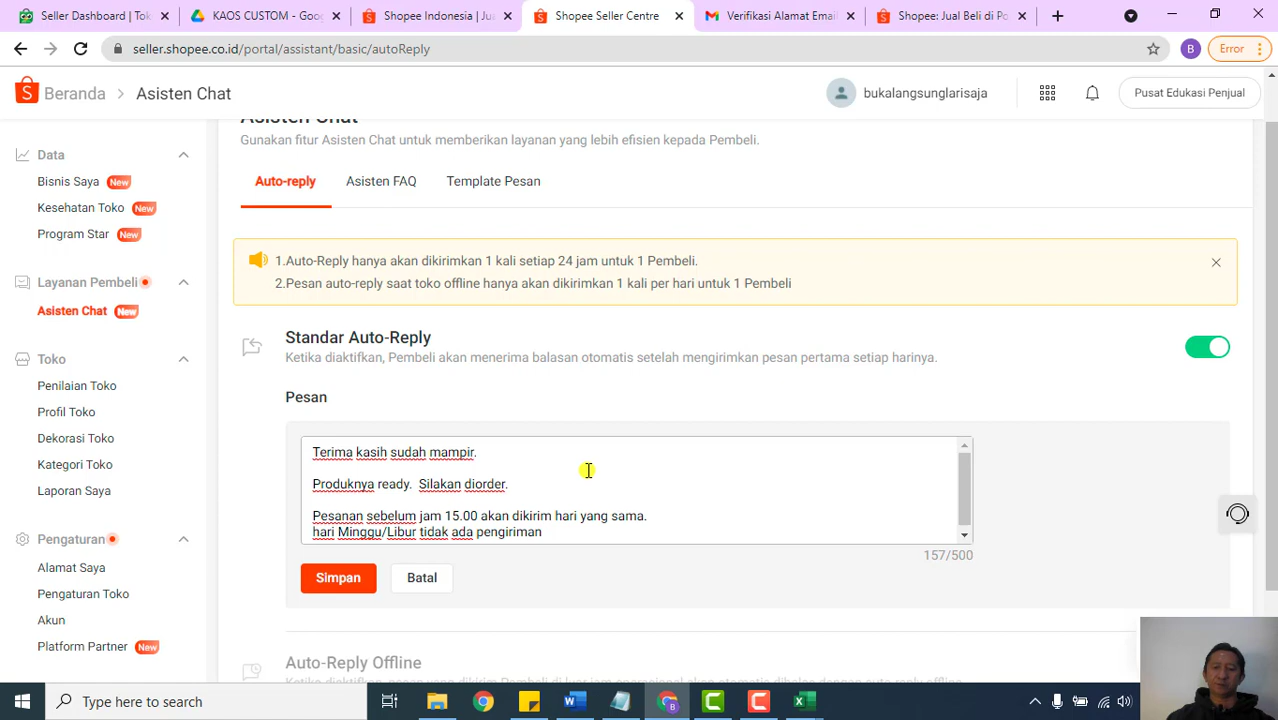 Seller Dashboard | Tok
KAOS CUSTOM - Goog
Shopee Indonesia | Jua
Shopee Seller Centre
Verifikasi Alamat Email
Shopee: Jual Beli di Po
seller.shopee.co.id/portal/assistant/basic/autoReply
B
Error
Beranda > Asisten Chat
bukalangsunglarisaja
Pusat Edukasi Penjual
Data
Bisnis Saya New
Kesehatan Toko New
Program Star New
Layanan Pembeli
Asisten Chat New
Toko
Penilaian Toko
Profil Toko
Dekorasi Toko
Kategori Toko
Laporan Saya
Pengaturan
Alamat Saya
Pengaturan Toko
Akun
Platform Partner New
Asisten Chat
Gunakan fitur Asisten Chat untuk memberikan layanan yang lebih efisien kepada Pembeli.
Auto-reply
Asisten FAQ
Template Pesan
1.Auto-Reply hanya akan dikirimkan 1 kali setiap 24 jam untuk 1 Pembeli.
2.Pesan auto-reply saat toko offline hanya akan dikirimkan 1 kali per hari untuk 1 Pembeli
Standar Auto-Reply
Ketika diaktifkan, Pembeli akan menerima balasan otomatis setelah mengirimkan pesan pertama setiap harinya.
Pesan
Terima kasih sudah mampir.
Produknya ready. Silakan diorder.
Pesanan sebelum jam 15.00 akan dikirim hari yang sama.
hari Minggu/Libur tidak ada pengiriman
157/500
Simpan
Batal
Auto-Reply Offline
Type here to search